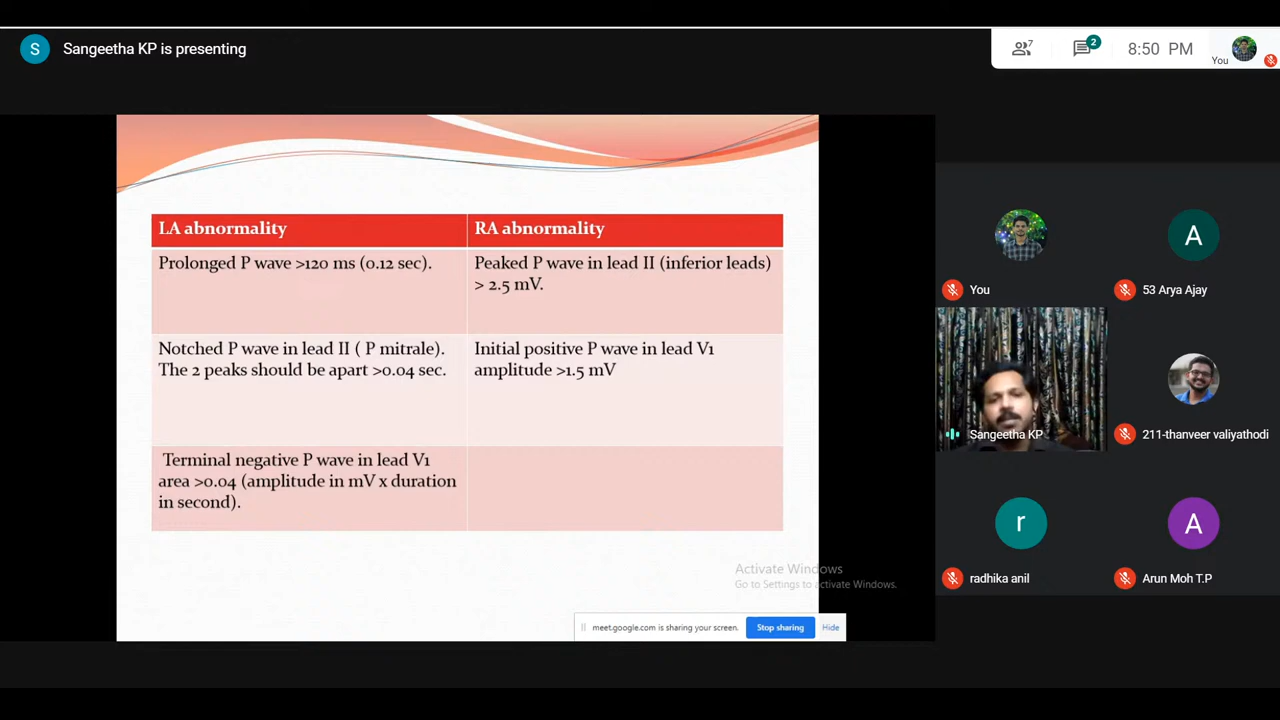 S
Sangeetha KP is presenting
7
2
8:50 PM
You
LA abnormality
RA abnormality
Prolonged P wave >120 ms (0.12 sec).
Peaked P wave in lead II (inferior leads)
> 2.5 mV.
Notched P wave in lead II ( P mitrale).
The 2 peaks should be apart >0.04 sec.
Initial positive P wave in lead V1
amplitude >1.5 mV
Terminal negative P wave in lead V1
area >0.04 (amplitude in mV x duration
in second).
Activate Windows
Go to Settings to activate Windows.
meet.google.com is sharing your screen.
Stop sharing
Hide
You
A
53 Arya Ajay
Sangeetha KP
211-thanveer valiyathodi
r
radhika anil
A
Arun Moh T.P